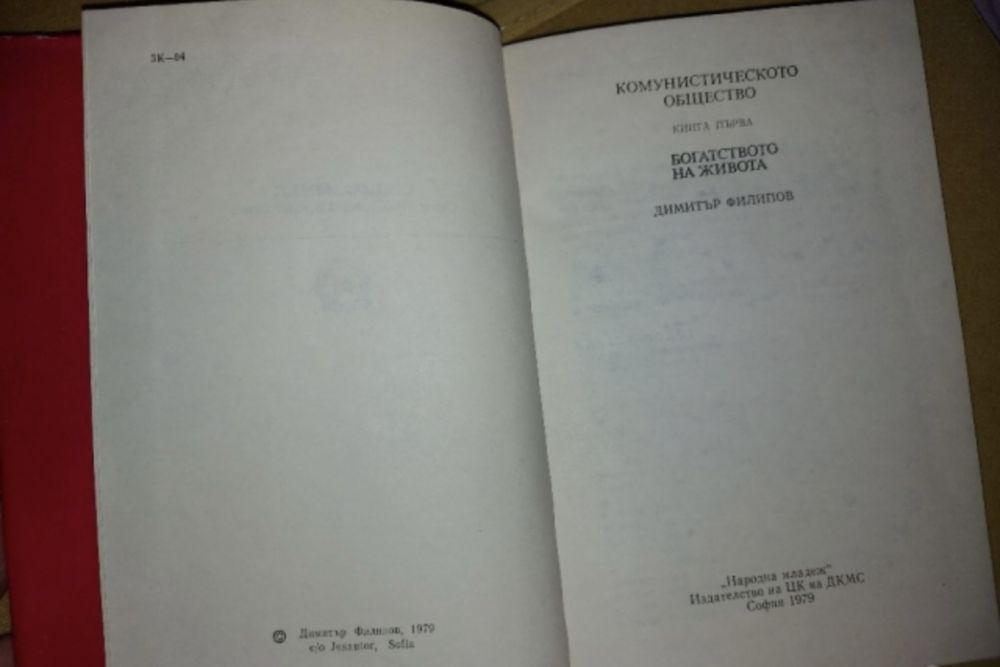 ЗК—04
© Димитър Филипов, 1979
c/o Jusautor, Sofia
КОМУНИСТИЧЕСКОТО
ОБЩЕСТВО
КНИГА ПЪРВА
БОГАТСТВОТО
НА ЖИВОТА
ДИМИТЪР ФИЛИПОВ
„Народна младеж“
Издателство на ЦК на ДКМС
София 1979